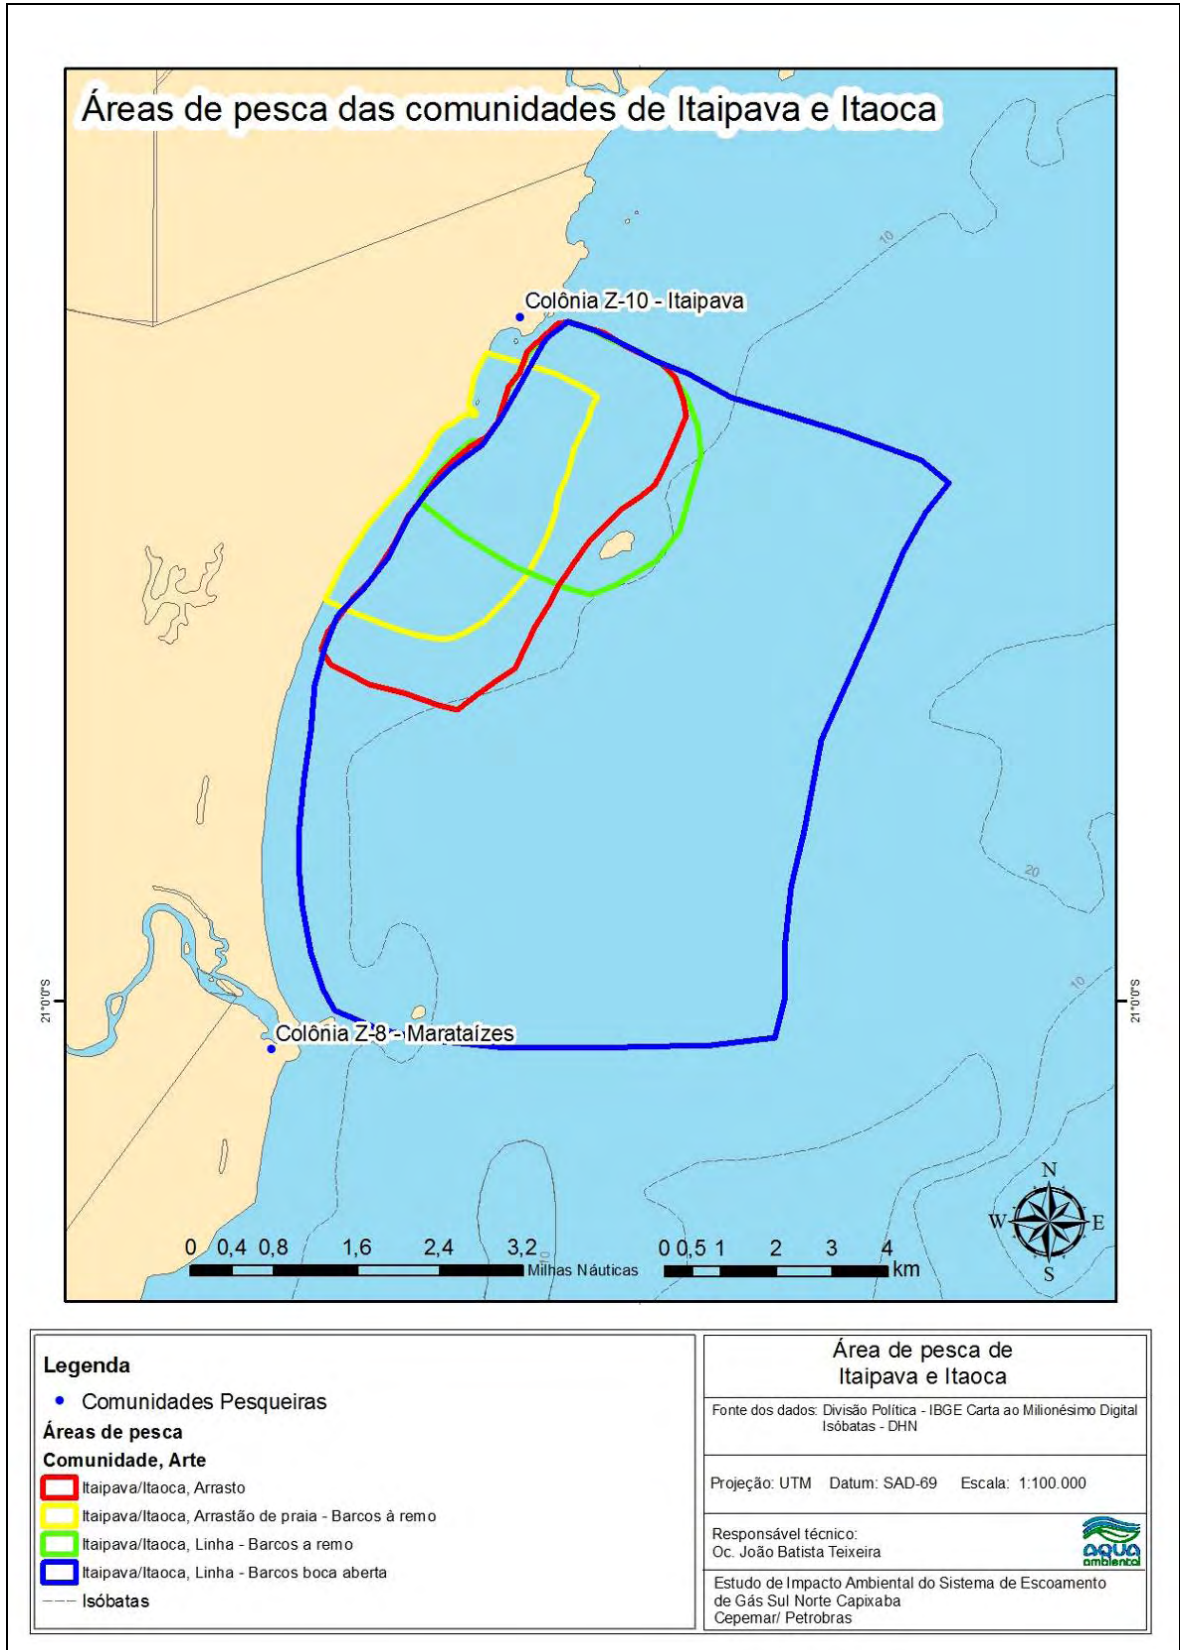 Áreas de pesca das comunidades de Itaipava e Itaoca
10
Colônia Z-10 - Itaipava
20
21°0'0"S
21°0'0"S
10
Colônia Z-8 - Marataízes
N
W
E
S
0 0,4 0,8 1,6 2,4 3,2
Milhas Náuticas
0 0,5 1 2 3 4
km
10
Legenda
Comunidades Pesqueiras
Áreas de pesca
Comunidade, Arte
Itaipava/Itaoca, Arrasto
Itaipava/Itaoca, Arrastão de praia - Barcos à remo
Itaipava/Itaoca, Linha - Barcos a remo
Itaipava/Itaoca, Linha - Barcos boca aberta
Isóbatas
Área de pesca de
Itaipava e Itaoca
Fonte dos dados: Divisão Política - IBGE Carta ao Milionésimo Digital
Isóbatas - DHN
Projeção: UTM Datum: SAD-69 Escala: 1:100.000
Responsável técnico:
Oc. João Batista Teixeira
aqua
ambiental
Estudo de Impacto Ambiental do Sistema de Escoamento
de Gás Sul Norte Capixaba
Cepemar/ Petrobras